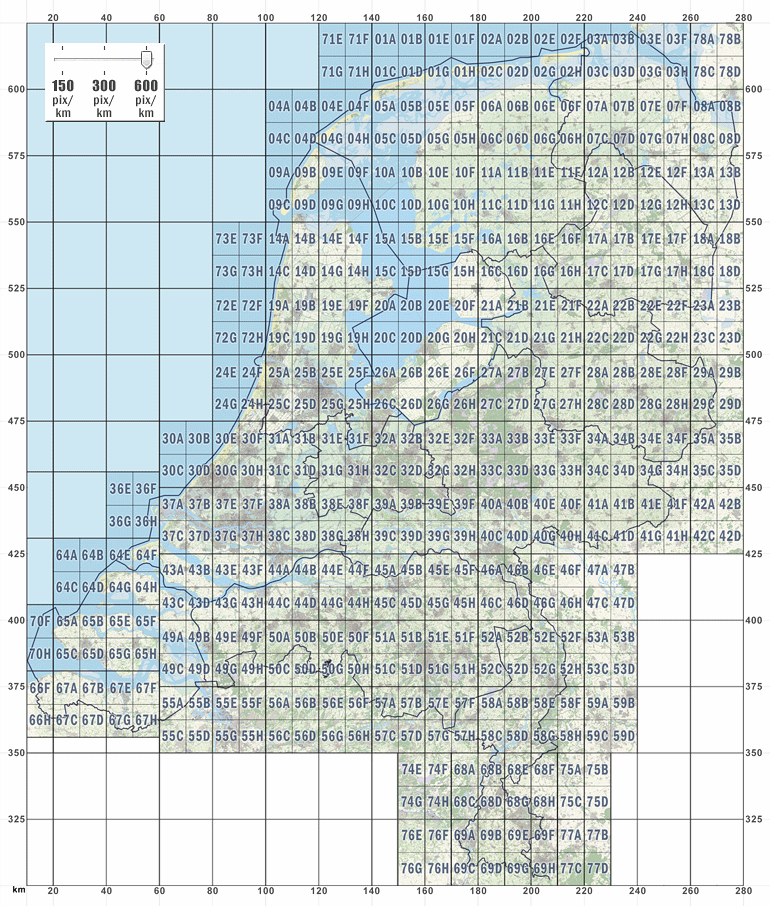 20 40 60 80 100 120 140 160 180 200 220 240 260 280
71E 71F 01A 01B 01E 01F 02A 02B 02E 02F 03A 03B 03E 03F 78A 78B
71G 71H 01C 01D 01G 01H 02C 02D 02G 02H 03C 03D 03G 03H 78C 78D
150 300 600
pix/ pix/ pix/
km km km
600 600
04A 04B 04E 04F 05A 05B 05E 05F 06A 06B 06E 06F 07A 07B 07E 07F 08A 08B
04C 04D 04G 04H 05C 05D 05G 05H 06C 06D 06G 06H 07C 07D 07G 07H 08C 08D
575 575
09A 09B 09E 09F 10A 10B 10E 10F 11A 11B 11E 11F 12A 12B 12E 12F 13A 13B
09C 09D 09G 09H 10C 10D 10G 10H 11C 11D 11G 11H 12C 12D 12G 12H 13C 13D
550 550
73E 73F 14A 14B 14E 14F 15A 15B 15E 15F 16A 16B 16E 16F 17A 17B 17E 17F 18A 18B
73G 73H 14C 14D 14G 14H 15C 15D 15G 15H 16C 16D 16G 16H 17C 17D 17G 17H 18C 18D
525 525
72E 72F 19A 19B 19E 19F 20A 20B 20E 20F 21A 21B 21E 21F 22A 22B 22E 22F 23A 23B
72G 72H 19C 19D 19G 19H 20C 20D 20G 20H 21C 21D 21G 21H 22C 22D 22G 22H 23C 23D
500 500
24E 24F 25A 25B 25E 25F 26A 26B 26E 26F 27A 27B 27E 27F 28A 28B 28E 28F 29A 29B
24G 24H 25C 25D 25G 25H 26C 26D 26G 26H 27C 27D 27G 27H 28C 28D 28G 28H 29C 29D
475 475
30A 30B 30E 30F 31A 31B 31E 31F 32A 32B 32E 32F 33A 33B 33E 33F 34A 34B 34E 34F 35A 35B
30C 30D 30G 30H 31C 31D 31G 31H 32C 32D 32G 32H 33C 33D 33G 33H 34C 34D 34G 34H 35C 35D
450 450
36E 36F
37A 37B 37E 37F 38A 38B 38E 38F 39A 39B 39E 39F 40A 40B 40E 40F 41A 41B 41E 41F 42A 42B
36G 36H
37C 37D 37G 37H 38C 38D 38G 38H 39C 39D 39G 39H 40C 40D 40G 40H 41C 41D 41G 41H 42C 42D
425 425
64A 64B 64E 64F
43A 43B 43E 43F 44A 44B 44E 44F 45A 45B 45E 45F 46A 46B 46E 46F 47A 47B
64C 64D 64G 64H
43C 43D 43G 43H 44C 44D 44G 44H 45C 45D 45G 45H 46C 46D 46G 46H 47C 47D
400 400
70F 65A 65B 65E 65F
49A 49B 49E 49F 50A 50B 50E 50F 51A 51B 51E 51F 52A 52B 52E 52F 53A 53B
70H 65C 65D 65G 65H
49C 49D 49G 49H 50C 50D 50G 50H 51C 51D 51G 51H 52C 52D 52G 52H 53C 53D
375 375
66F 67A 67B 67E 67F
55A 55B 55E 55F 56A 56B 56E 56F 57A 57B 57E 57F 58A 58B 58E 58F 59A 59B
66H 67C 67D 67G 67H
55C 55D 55G 55H 56C 56D 56G 56H 57C 57D 57G 57H 58C 58D 58G 58H 59C 59D
350 350
74E 74F 68A 68B 68E 68F 75A 75B
74G 74H 68C 68D 68G 68H 75C 75D
325 325
76E 76F 69A 69B 69E 69F 77A 77B
76G 76H 69C 69D 69G 69H 77C 77D
km 20 40 60 80 100 120 140 160 180 200 220 240 260 280